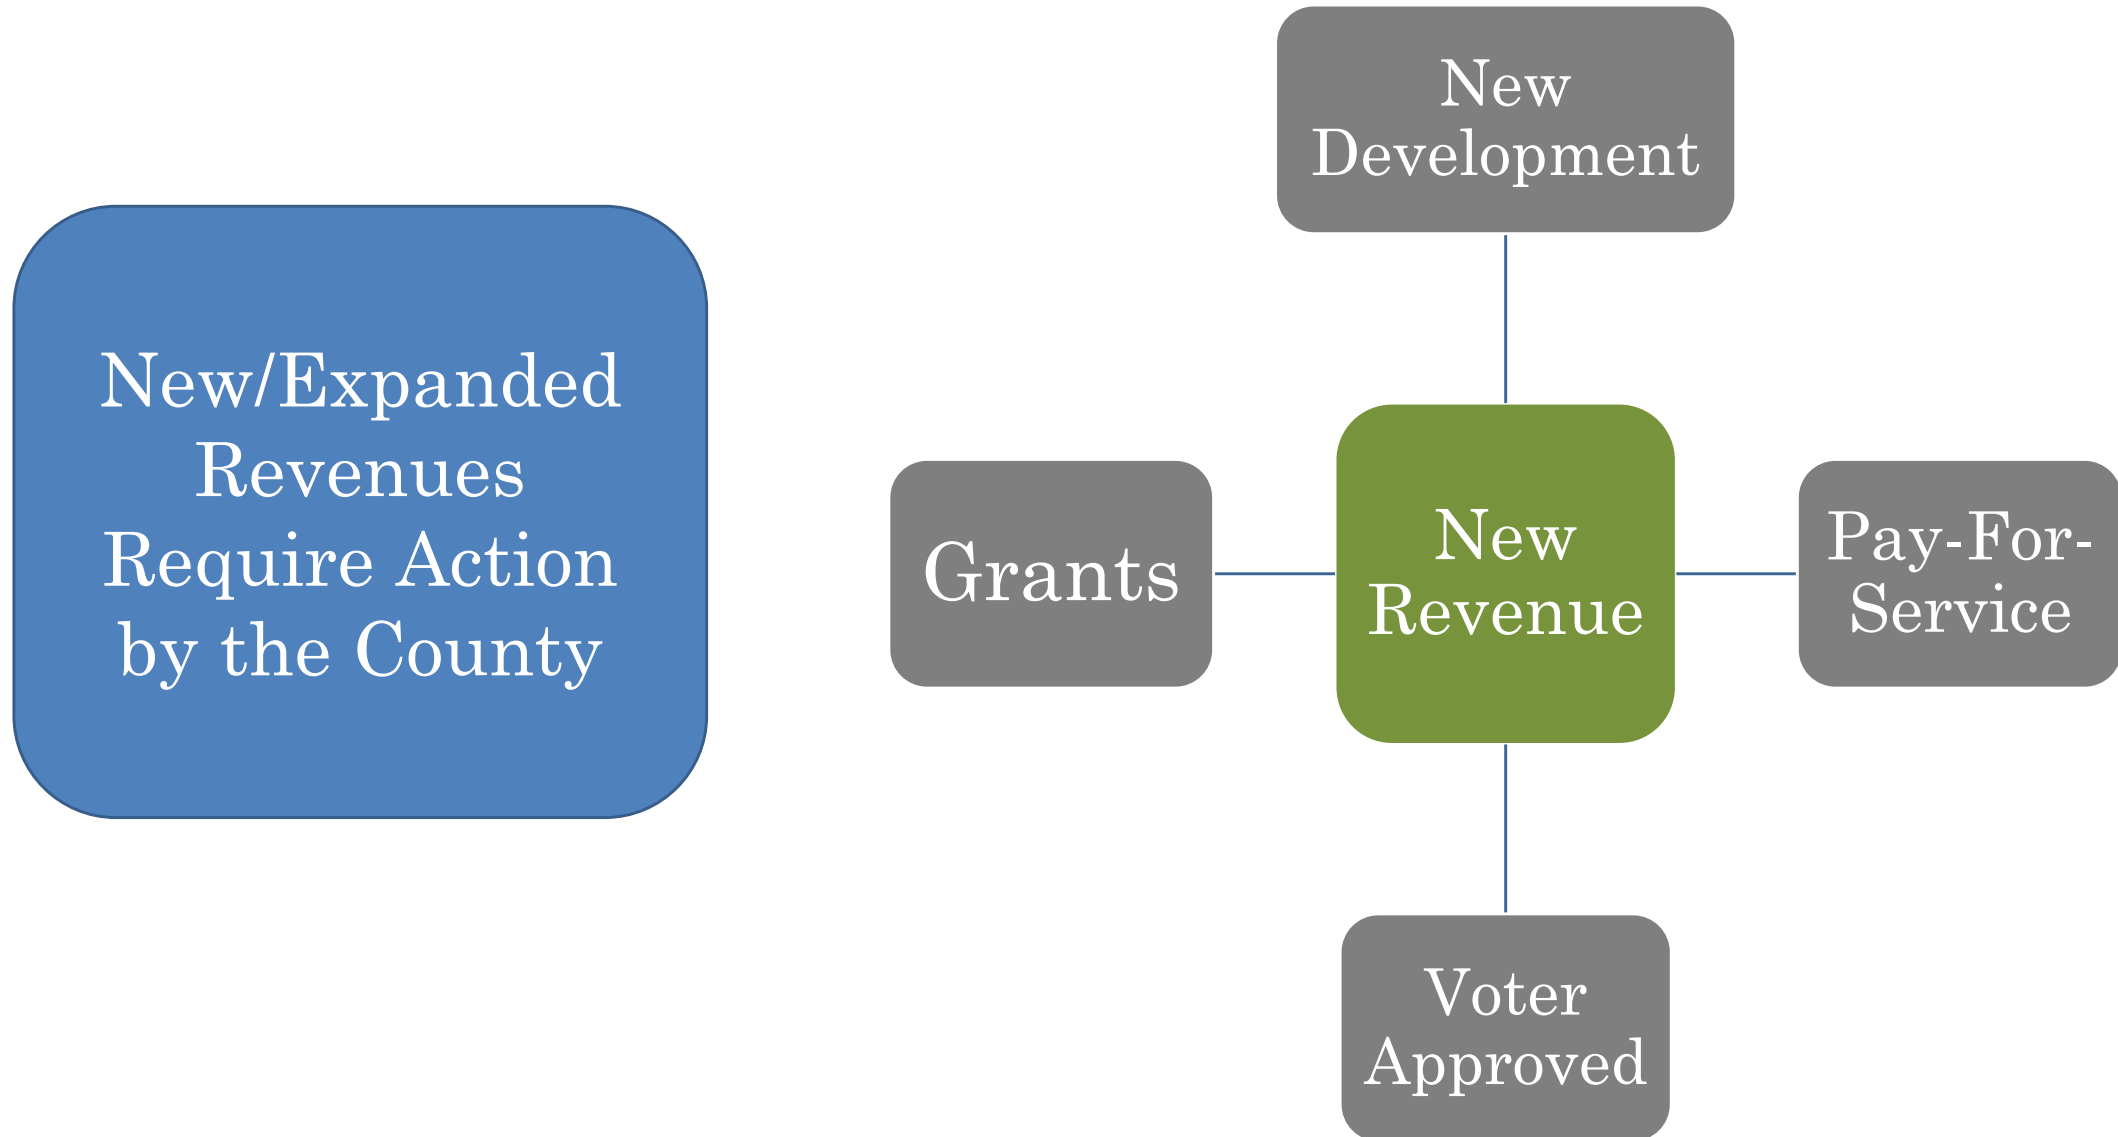 New/Expanded
Revenues
Require Action
by the County
New
Development
Grants
New
Revenue
Pay-For-
Service
Voter
Approved